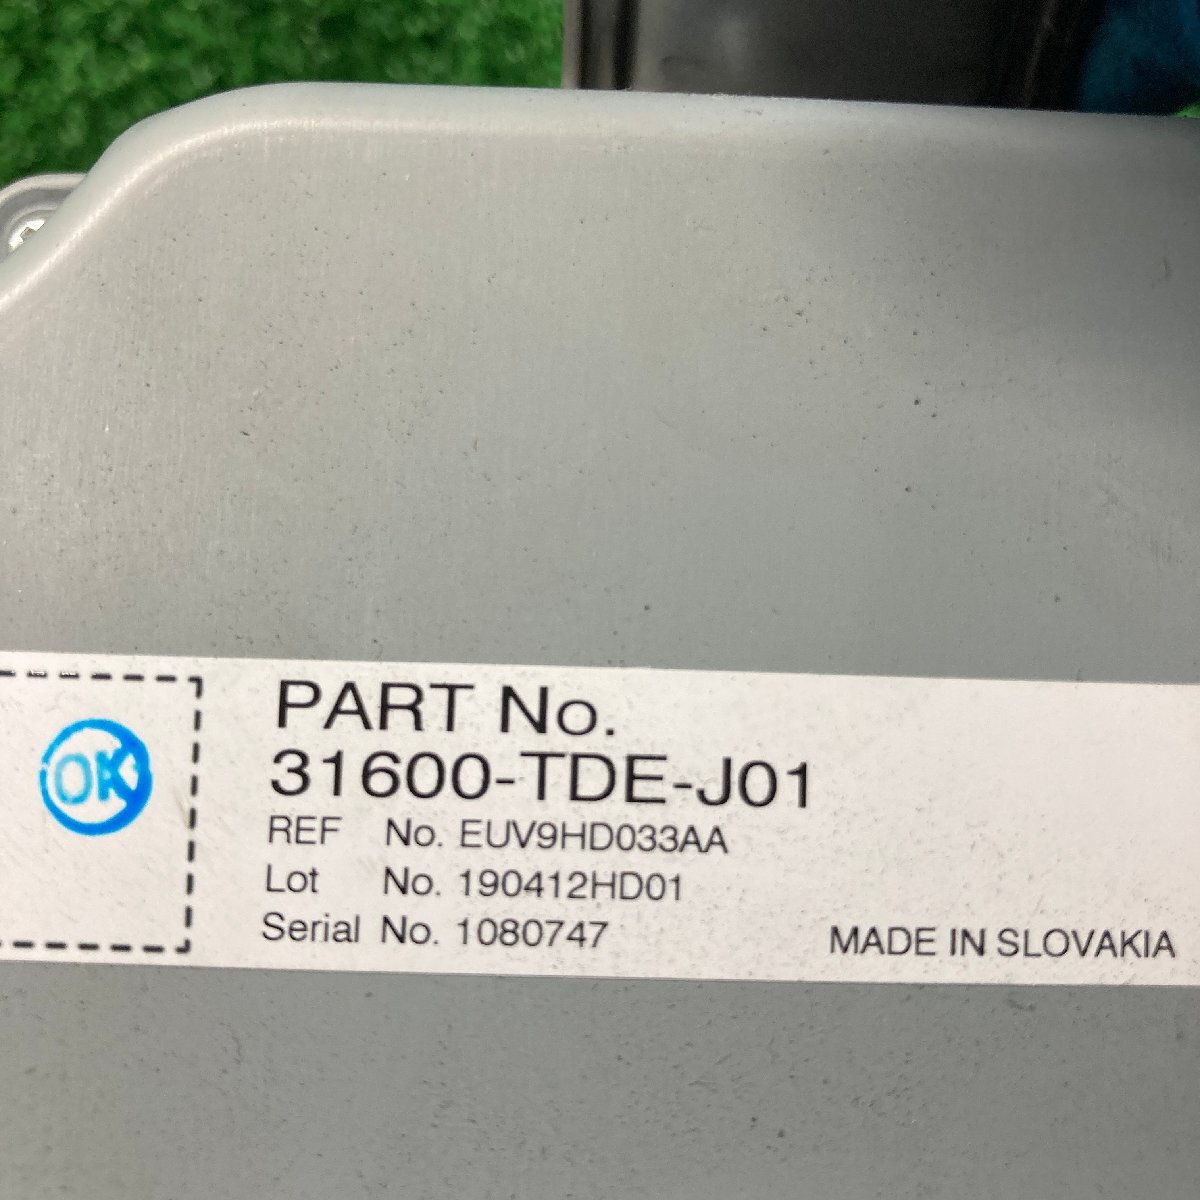 OK
PART No.
31600-TDE-J01
REF No. EUV9HD033AA
Lot No. 190412HD01
Serial No. 1080747
MADE IN SLOVAKIA